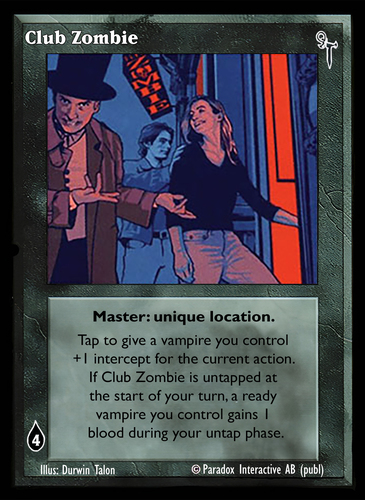 Club Zombie
ZOMBIE
Master: unique location.
Tap to give a vampire you control
+1 intercept for the current action.
If Club Zombie is untapped at
the start of your turn, a ready
vampire you control gains 1
blood during your untap phase.
4
Illus: Durwin Talon © Paradox Interactive AB (publ)